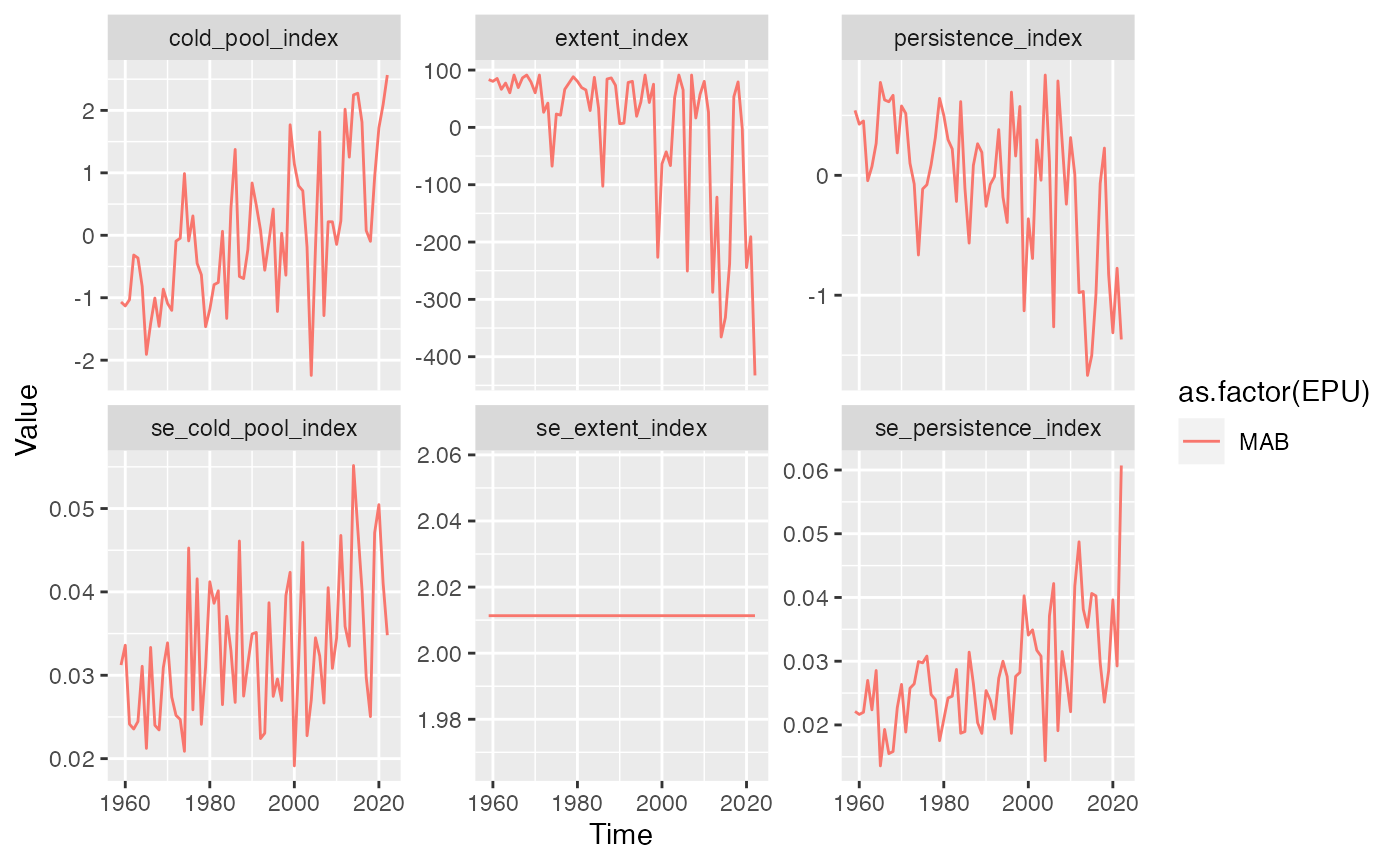 cold_pool_index
extent_index
persistence_index
2
1
0
-1
-2
100
0
-100
-200
-300
-400
0
-1
se_cold_pool_index
se_extent_index
se_persistence_index
0.05
0.04
0.03
0.02
2.06
2.04
2.02
2.00
1.98
0.06
0.05
0.04
0.03
0.02
1960 1980 2000 2020
1960 1980 2000 2020
1960 1980 2000 2020
Time
Value
as.factor(EPU)
MAB